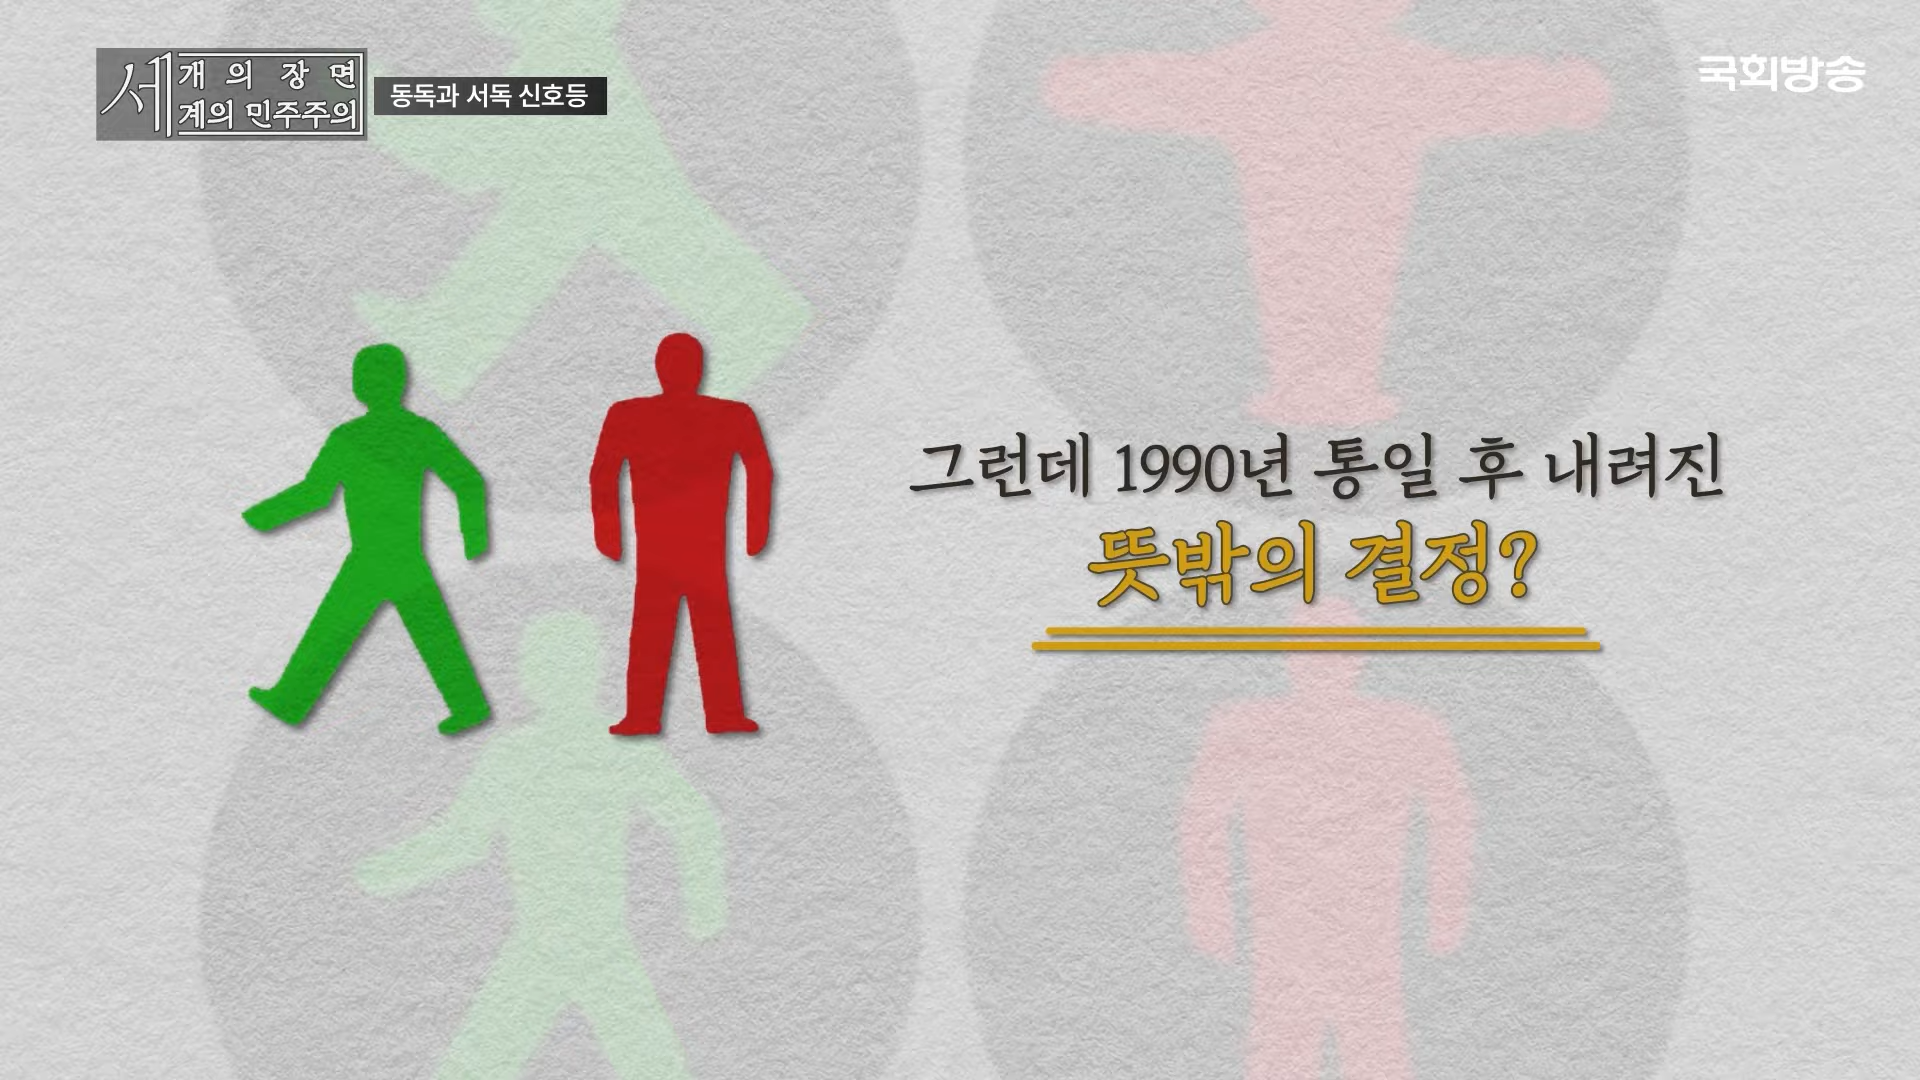 세개의 장면
세계의 민주주의
동독과 서독 신호등
국회방송
그런데 1990년 통일 후 내려진
뜻밖의 결정?